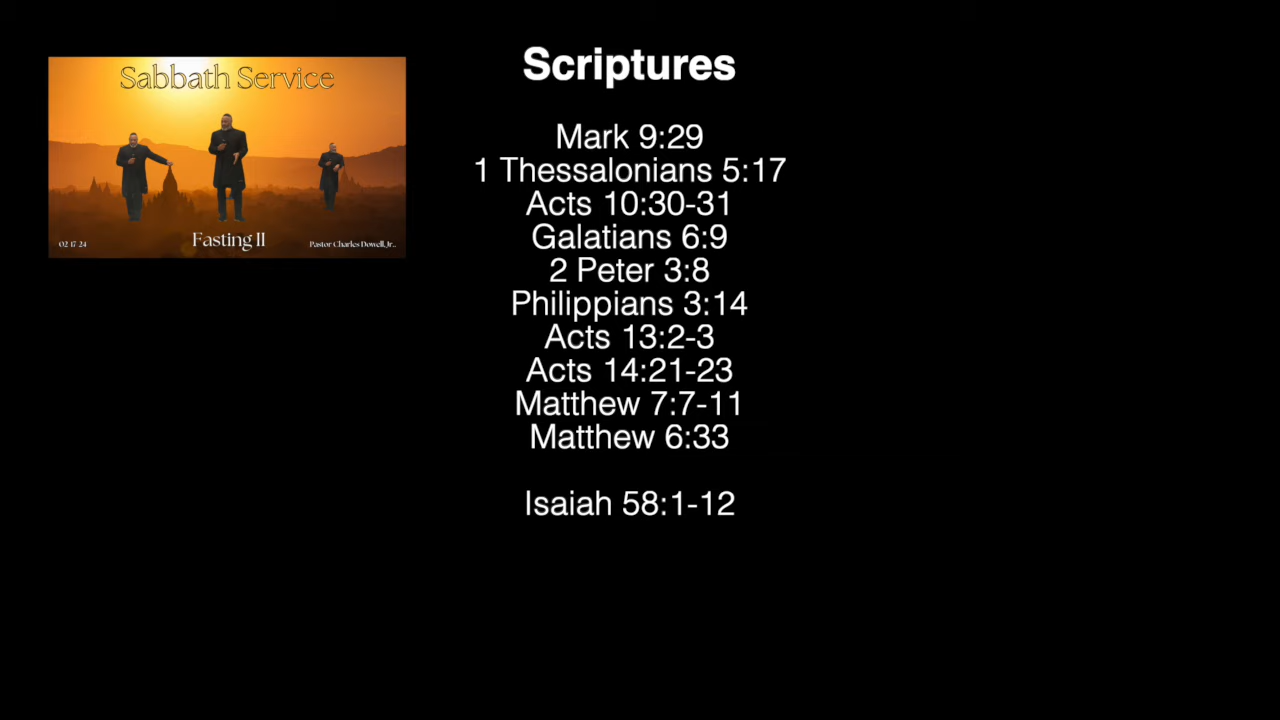 Sabbath Service
02 17 24
Fasting II
Pastor Charles Dowell, Jr..
Scriptures
Mark 9:29
1 Thessalonians 5:17
Acts 10:30-31
Galatians 6:9
2 Peter 3:8
Philippians 3:14
Acts 13:2-3
Acts 14:21-23
Matthew 7:7-11
Matthew 6:33
Isaiah 58:1-12